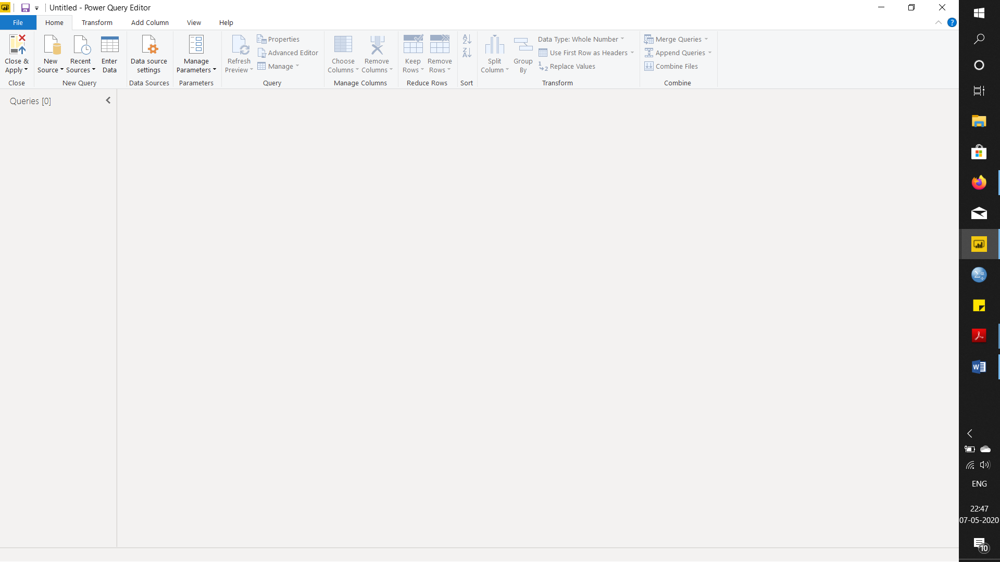 Untitled - Power Query Editor
File Home Transform Add Column View Help
Close & Apply
New Source
Recent Sources
Enter Data
Data source settings
Manage Parameters
Refresh Preview
Properties
Advanced Editor
Manage
Choose Columns
Remove Columns
Keep Rows
Remove Rows
Split Column
Group By
Data Type: Whole Number
Use First Row as Headers
Replace Values
Merge Queries
Append Queries
Combine Files
Close New Query Data Sources Parameters Query Manage Columns Reduce Rows Sort Transform Combine
Queries [0]
ENG
22:47
07-05-2020
10